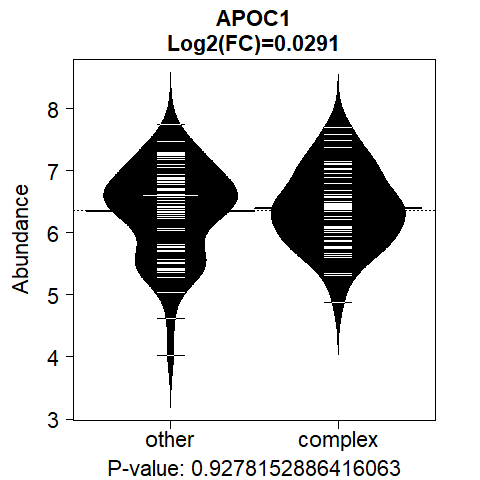 APOC1
Log2(FC)=0.0291
Abundance
8
7
6
5
4
3
other complex
P-value: 0.9278152886416063